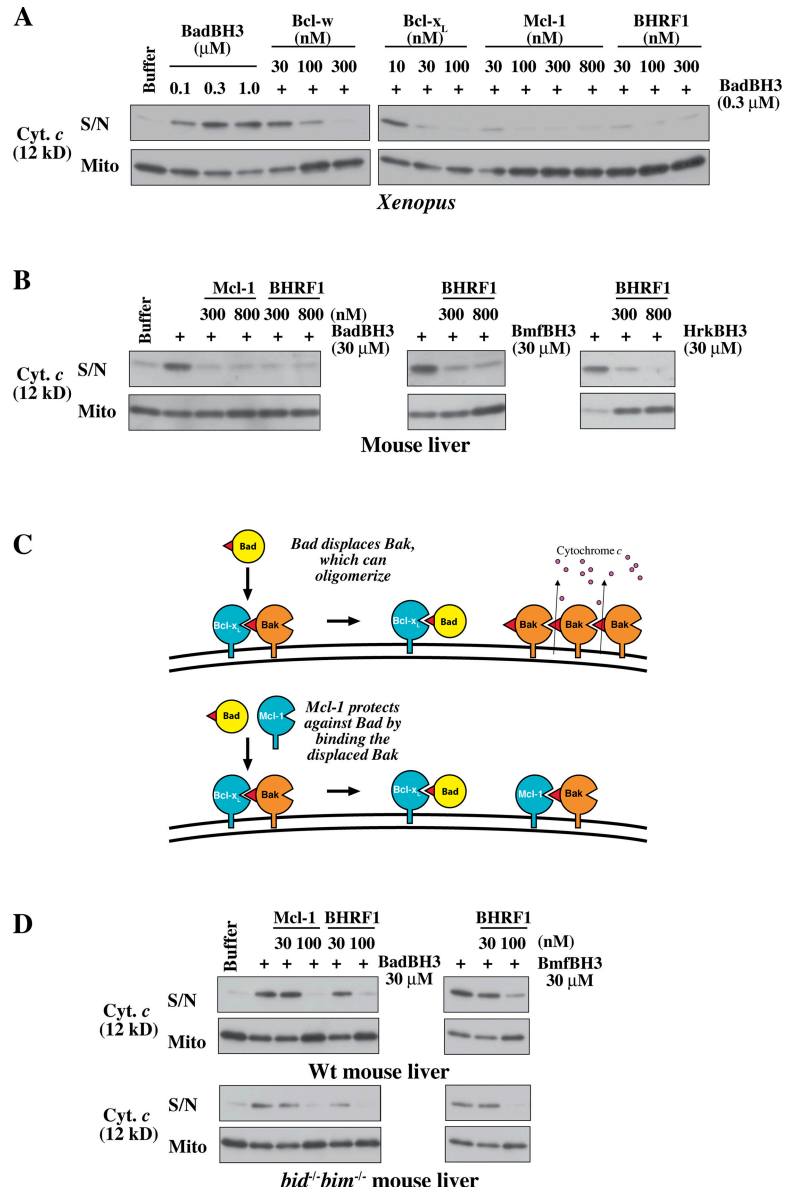 A
Bcl-w Bcl-xL Mcl-1 BHRF1
BadBH3 (nM) (nM) (nM) (nM)
(μM)
Buffer 30 100 300 10 30 100 30 100 300 800 30 100 300
0.1 0.3 1.0 + + + + + + + + + + + + + BadBH3
(0.3 μM)
Cyt. c
(12 kD)
S/N
Mito
Xenopus
B
Mcl-1 BHRF1 BHRF1 BHRF1
Buffer 300 800 300 800 (nM) 300 800 300 800
+ + + + + BadBH3 + + + BmfBH3 + + + HrkBH3
(30 μM) (30 μM) (30 μM)
Cyt. c
(12 kD)
S/N
Mito
Mouse liver
C
Bad
Bad displaces Bak,
which can
oligomerize
Cytochrome c
Bcl-xL Bak Bcl-xL Bad Bak Bak Bak
Bad Mcl-1
Mcl-1 protects
against Bad by
binding the
displaced Bak
Bcl-xL Bak Bcl-xL Bad Mcl-1 Bak
D
Mcl-1 BHRF1 BHRF1
Buffer 30 100 30 100 30 100 (nM)
+ + + + + BadBH3 + + + BmfBH3
30 μM 30 μM
Cyt. c
(12 kD)
S/N
Mito
Wt mouse liver
Cyt. c
(12 kD)
S/N
Mito
bid-/-bim-/- mouse liver